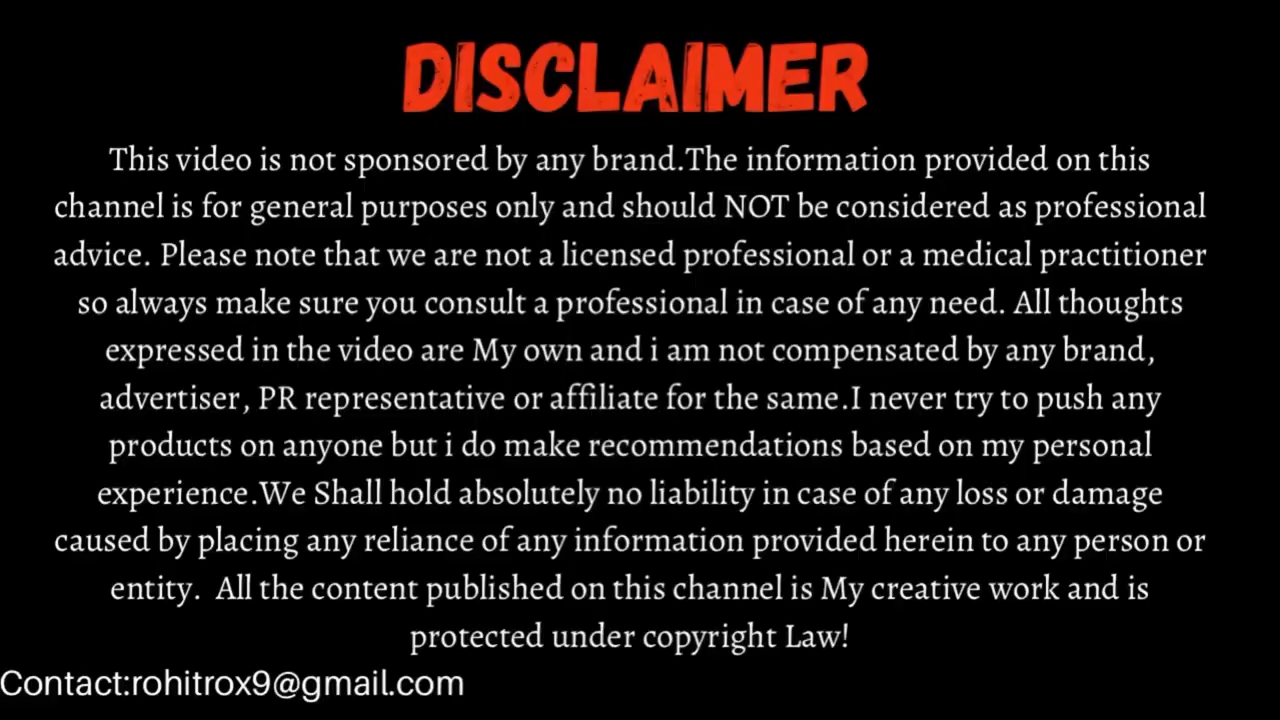 DISCLAIMER
This video is not sponsored by any brand.The information provided on this
channel is for general purposes only and should NOT be considered as professional
advice. Please note that we are not a licensed professional or a medical practitioner
so always make sure you consult a professional in case of any need. All thoughts
expressed in the video are My own and i am not compensated by any brand,
advertiser, PR representative or affiliate for the same.I never try to push any
products on anyone but i do make recommendations based on my personal
experience.We Shall hold absolutely no liability in case of any loss or damage
caused by placing any reliance of any information provided herein to any person or
entity.  All the content published on this channel is My creative work and is
protected under copyright Law!
Contact:rohitrox9@gmail.com